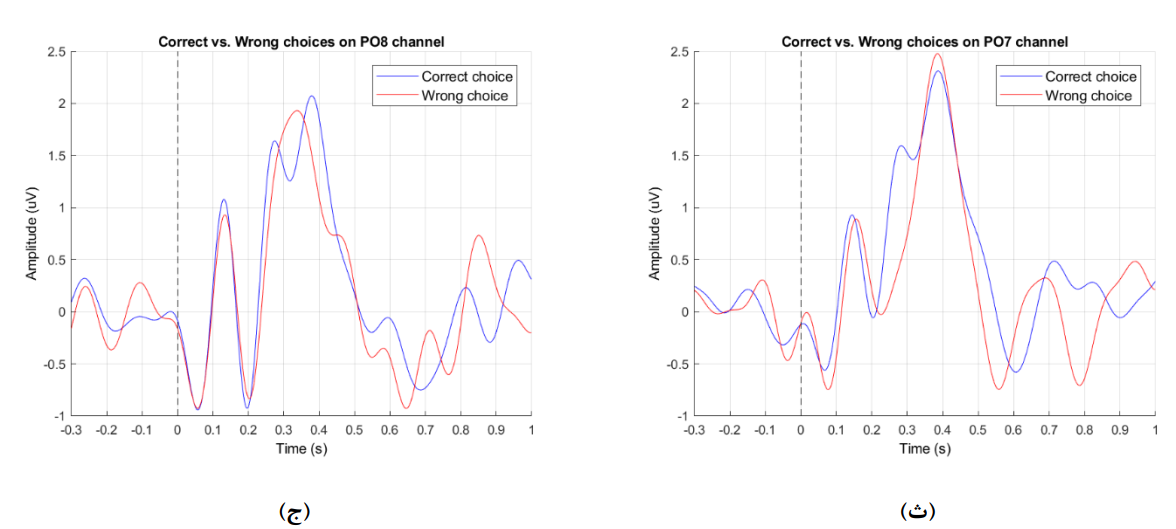 Correct vs. Wrong choices on PO8 channel
Correct choice
Wrong choice
Amplitude (uV)
2.5
2
1.5
1
0.5
0
-0.5
-1
-0.3 -0.2 -0.1 0 0.1 0.2 0.3 0.4 0.5 0.6 0.7 0.8 0.9 1
Time (s)
(ج)
Correct vs. Wrong choices on PO7 channel
Correct choice
Wrong choice
Amplitude (uV)
2.5
2
1.5
1
0.5
0
-0.5
-1
-0.3 -0.2 -0.1 0 0.1 0.2 0.3 0.4 0.5 0.6 0.7 0.8 0.9 1
Time (s)
(ث)